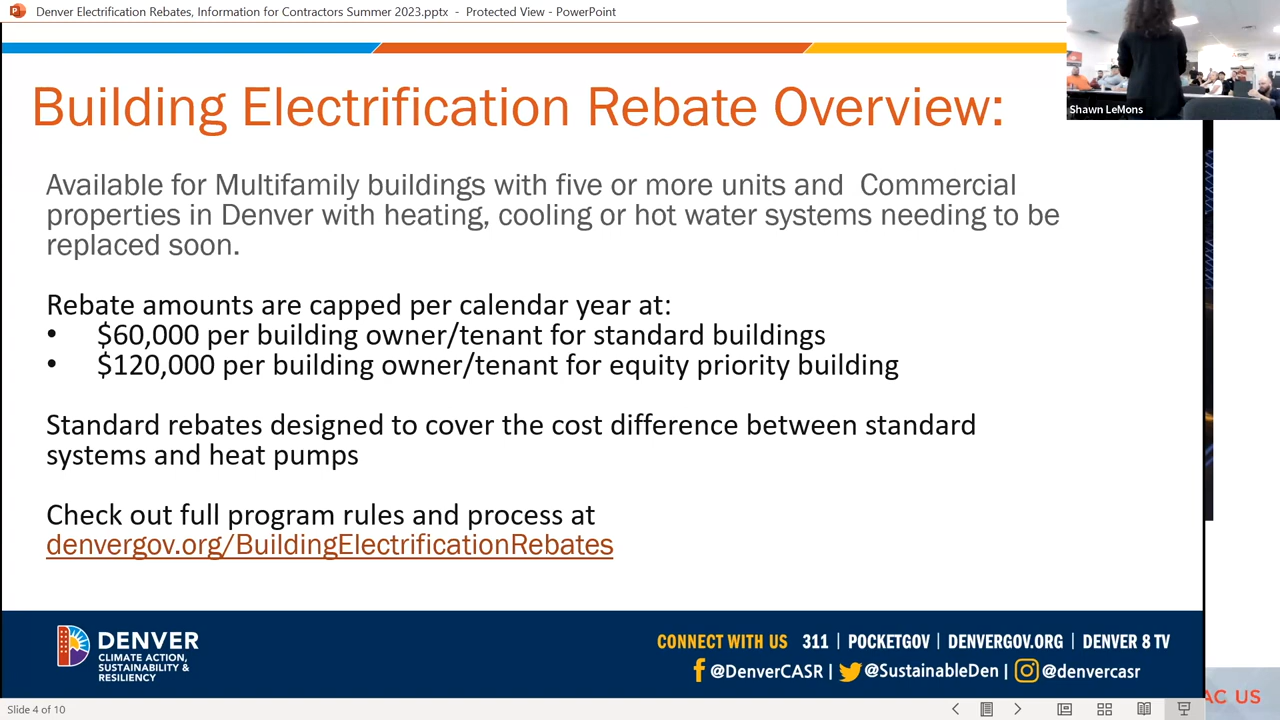 Denver Electrification Rebates, Information for Contractors Summer 2023.pptx - Protected View - PowerPoint
Shawn LeMons
Building Electrification Rebate Overview:
Available for Multifamily buildings with five or more units and Commercial
properties in Denver with heating, cooling or hot water systems needing to be
replaced soon.
Rebate amounts are capped per calendar year at:
• $60,000 per building owner/tenant for standard buildings
• $120,000 per building owner/tenant for equity priority building
Standard rebates designed to cover the cost difference between standard
systems and heat pumps
Check out full program rules and process at
denvergov.org/BuildingElectrificationRebates
DENVER
CLIMATE ACTION,
SUSTAINABILITY &
RESILIENCY
CONNECT WITH US 311 | POCKETGOV | DENVERGOV.ORG | DENVER 8 TV
@DenverCASR | @SustainableDen | @denvercasr
AC US
Slide 4 of 10